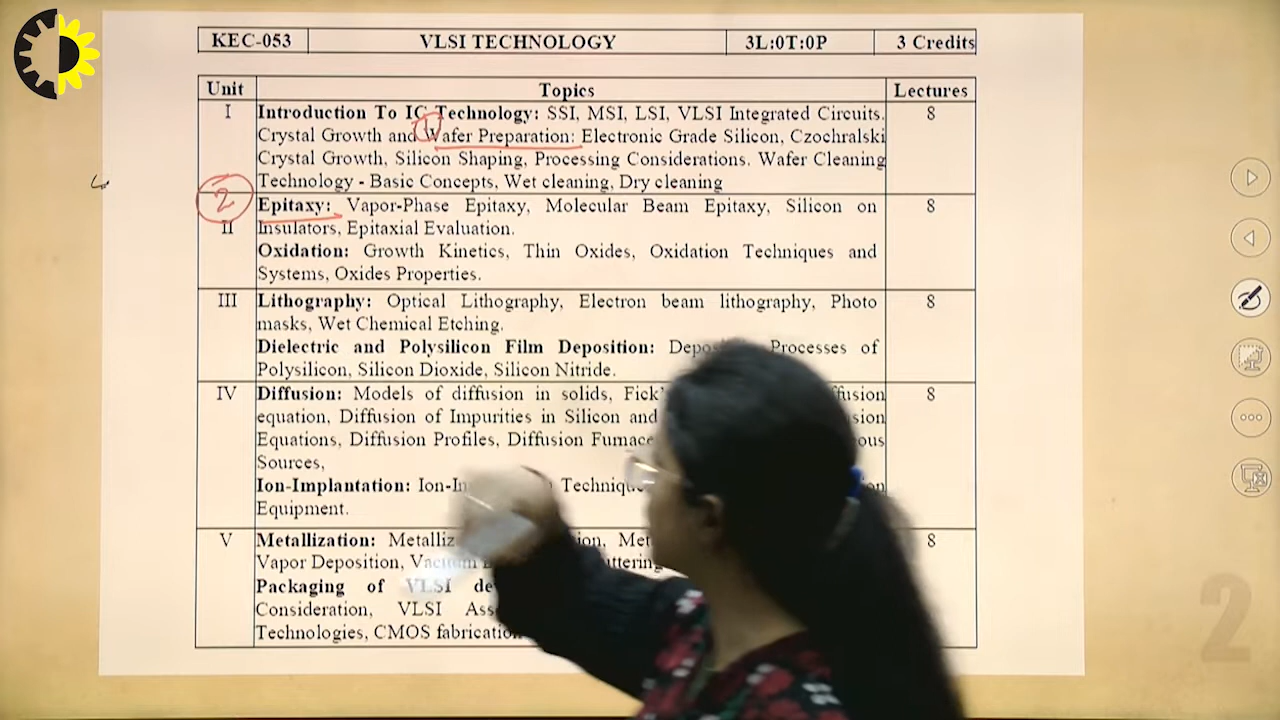 KEC-053 VLSI TECHNOLOGY 3L:0T:0P 3 Credits
Unit Topics Lectures
I Introduction To IC Technology: SSI, MSI, LSI, VLSI Integrated Circuits. 8
1
Crystal Growth and Wafer Preparation: Electronic Grade Silicon, Czochralski
Crystal Growth, Silicon Shaping, Processing Considerations. Wafer Cleaning
Technology - Basic Concepts, Wet cleaning, Dry cleaning
2
II Epitaxy: Vapor-Phase Epitaxy, Molecular Beam Epitaxy, Silicon on 8
Insulators, Epitaxial Evaluation.
Oxidation: Growth Kinetics, Thin Oxides, Oxidation Techniques and
Systems, Oxides Properties.
III Lithography: Optical Lithography, Electron beam lithography, Photo 8
masks, Wet Chemical Etching.
Dielectric and Polysilicon Film Deposition: Processes of
Polysilicon, Silicon Dioxide, Silicon Nitride.
IV Diffusion: Models of diffusion in solids, 8
equation, Diffusion of Impurities in Silicon and
Equations, Diffusion Profiles, Diffusion
Sources,
Ion-Implantation:
Equipment.
V Metallization: 8
Vapor Deposition,
Packaging of VLSI
Consideration, VLSI
Technologies, CMOS
2